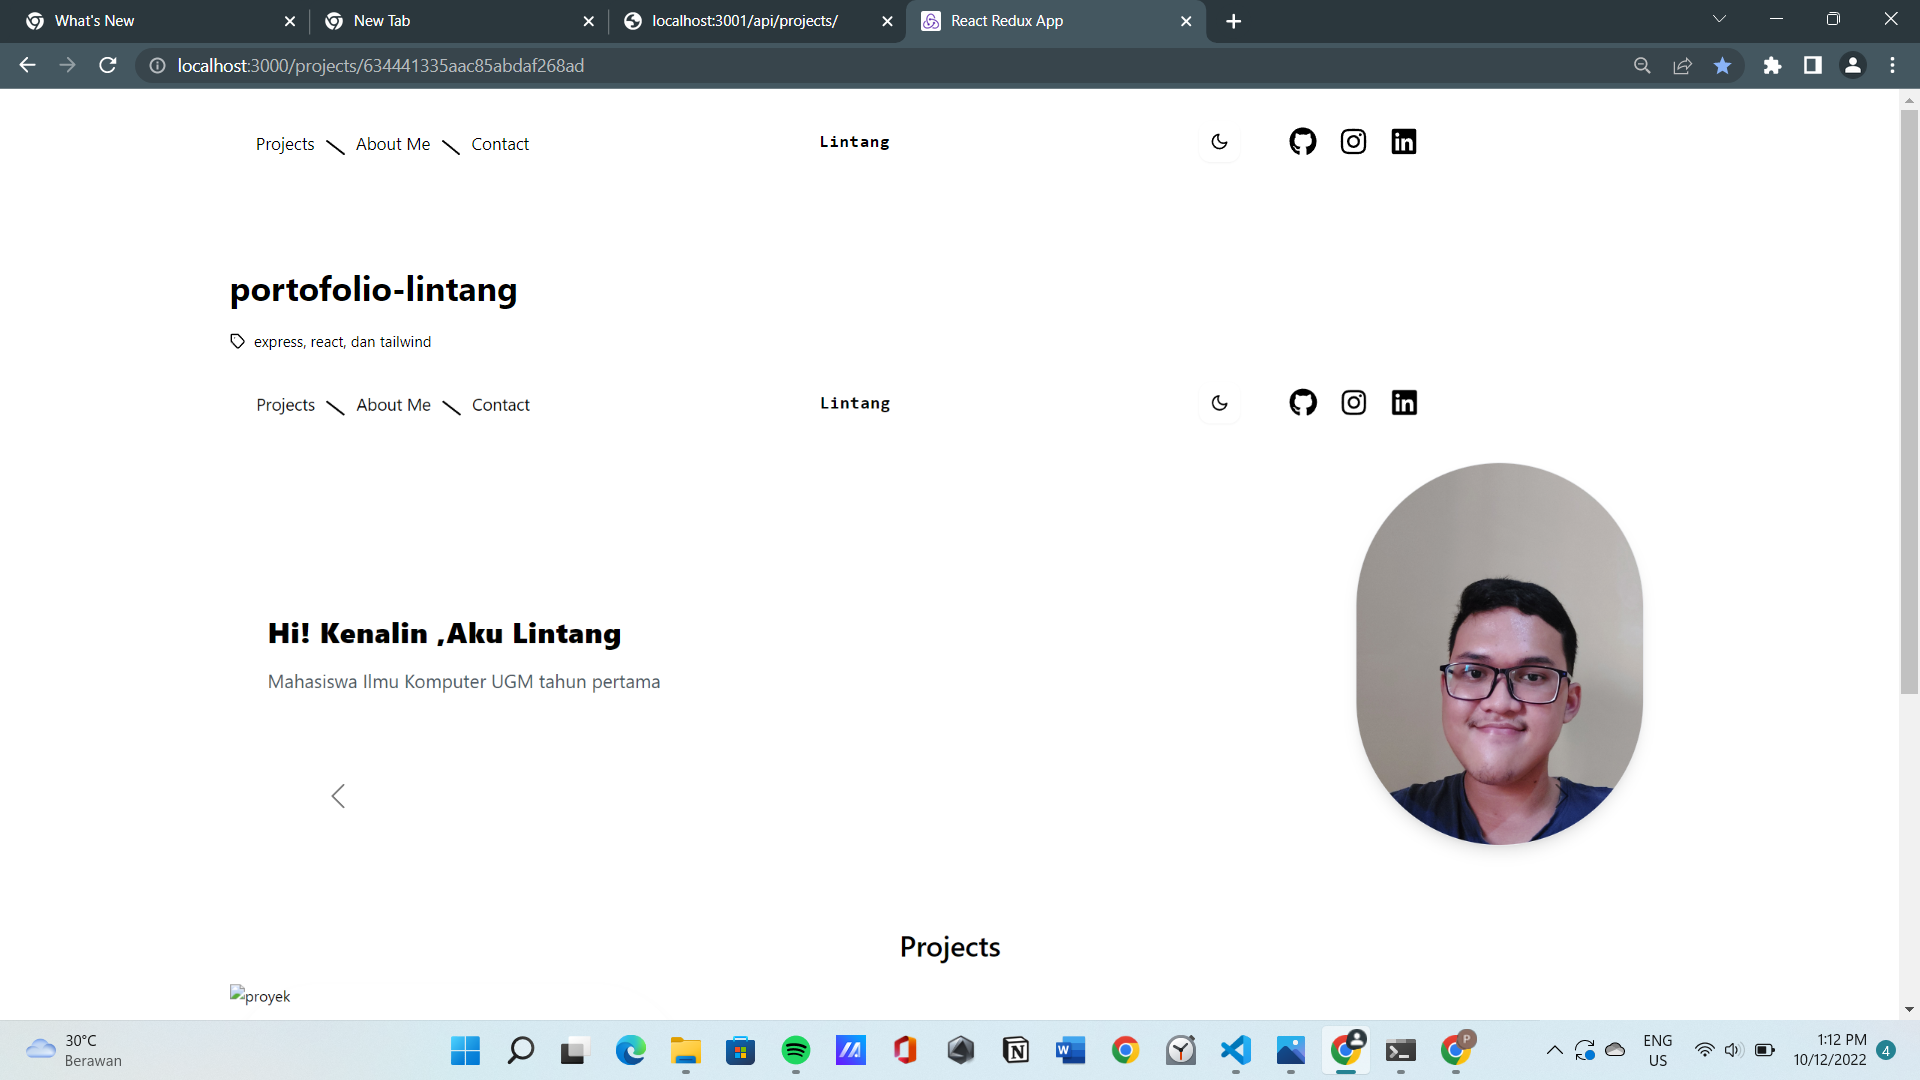 What's New
New Tab
localhost:3001/api/projects/
React Redux App
localhost:3000/projects/634441335aac85abdaf268ad
Projects
About Me
Contact
Lintang
portofolio-lintang
express, react, dan tailwind
Projects
About Me
Contact
Lintang
Hi! Kenalin ,Aku Lintang
Mahasiswa Ilmu Komputer UGM tahun pertama
Projects
proyek
30°C
Berawan
ENG
US
1:12 PM
10/12/2022
4